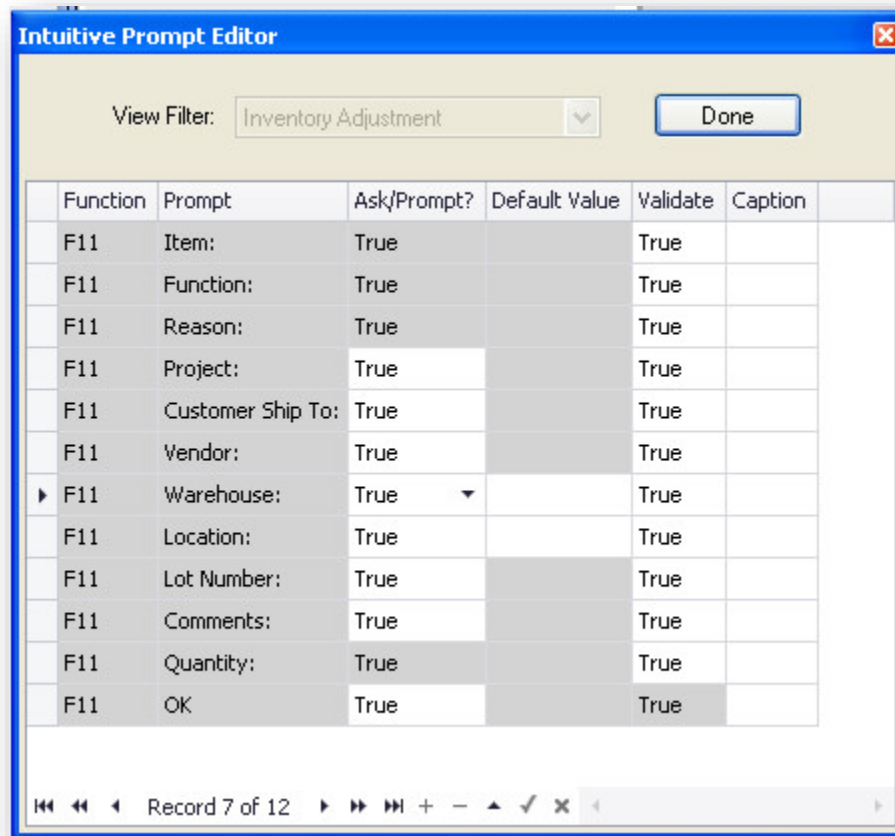 Intuitive Prompt Editor
View Filter: Inventory Adjustment Done
Function Prompt Ask/Prompt? Default Value Validate Caption
F11 Item: True True
F11 Function: True True
F11 Reason: True True
F11 Project: True True
F11 Customer Ship To: True True
F11 Vendor: True True
F11 Warehouse: True True
F11 Location: True True
F11 Lot Number: True True
F11 Comments: True True
F11 Quantity: True True
F11 OK True True
Record 7 of 12